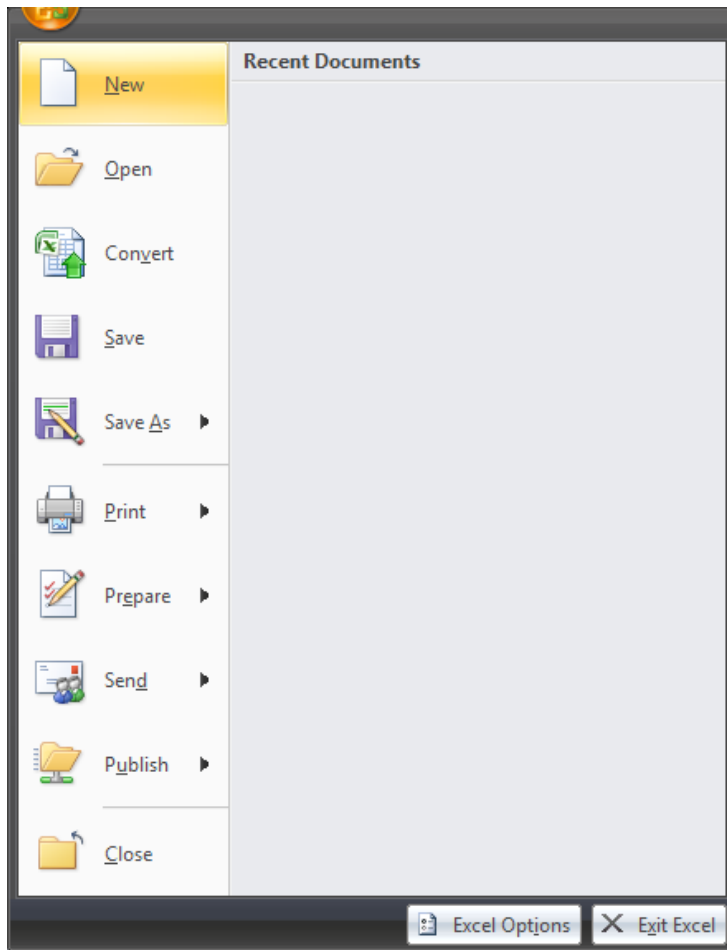 Recent Documents
New
Open
Convert
Save
Save As
Print
Prepare
Send
Publish
Close
Excel Options
Exit Excel